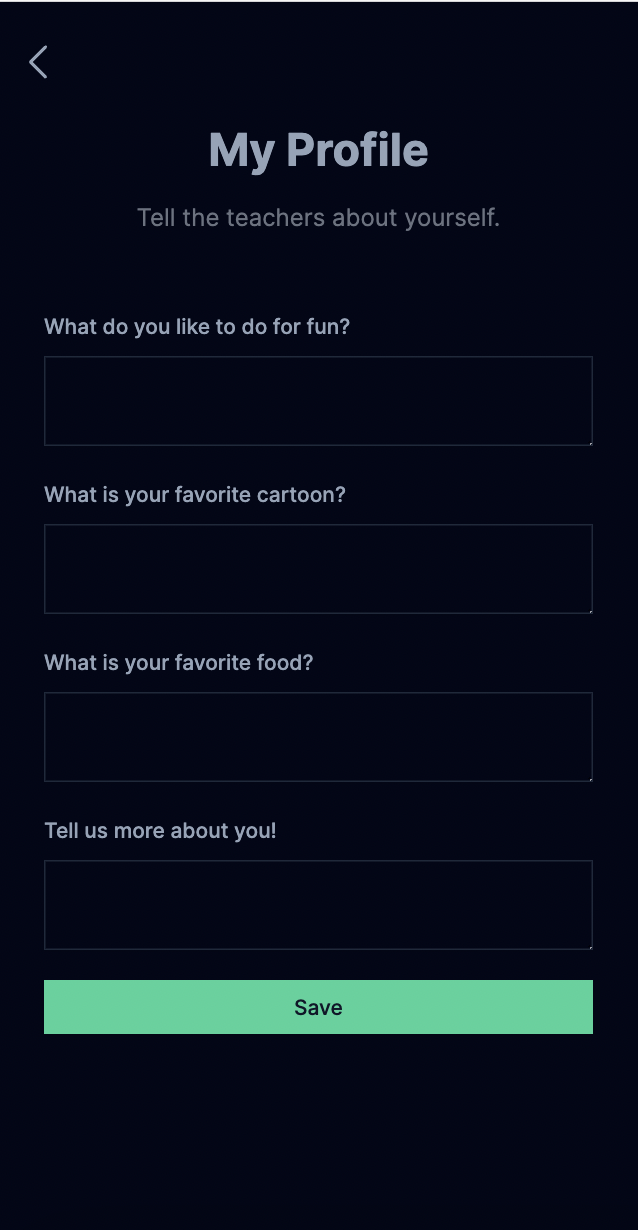 My Profile
Tell the teachers about yourself.
What do you like to do for fun?
What is your favorite cartoon?
What is your favorite food?
Tell us more about you!
Save